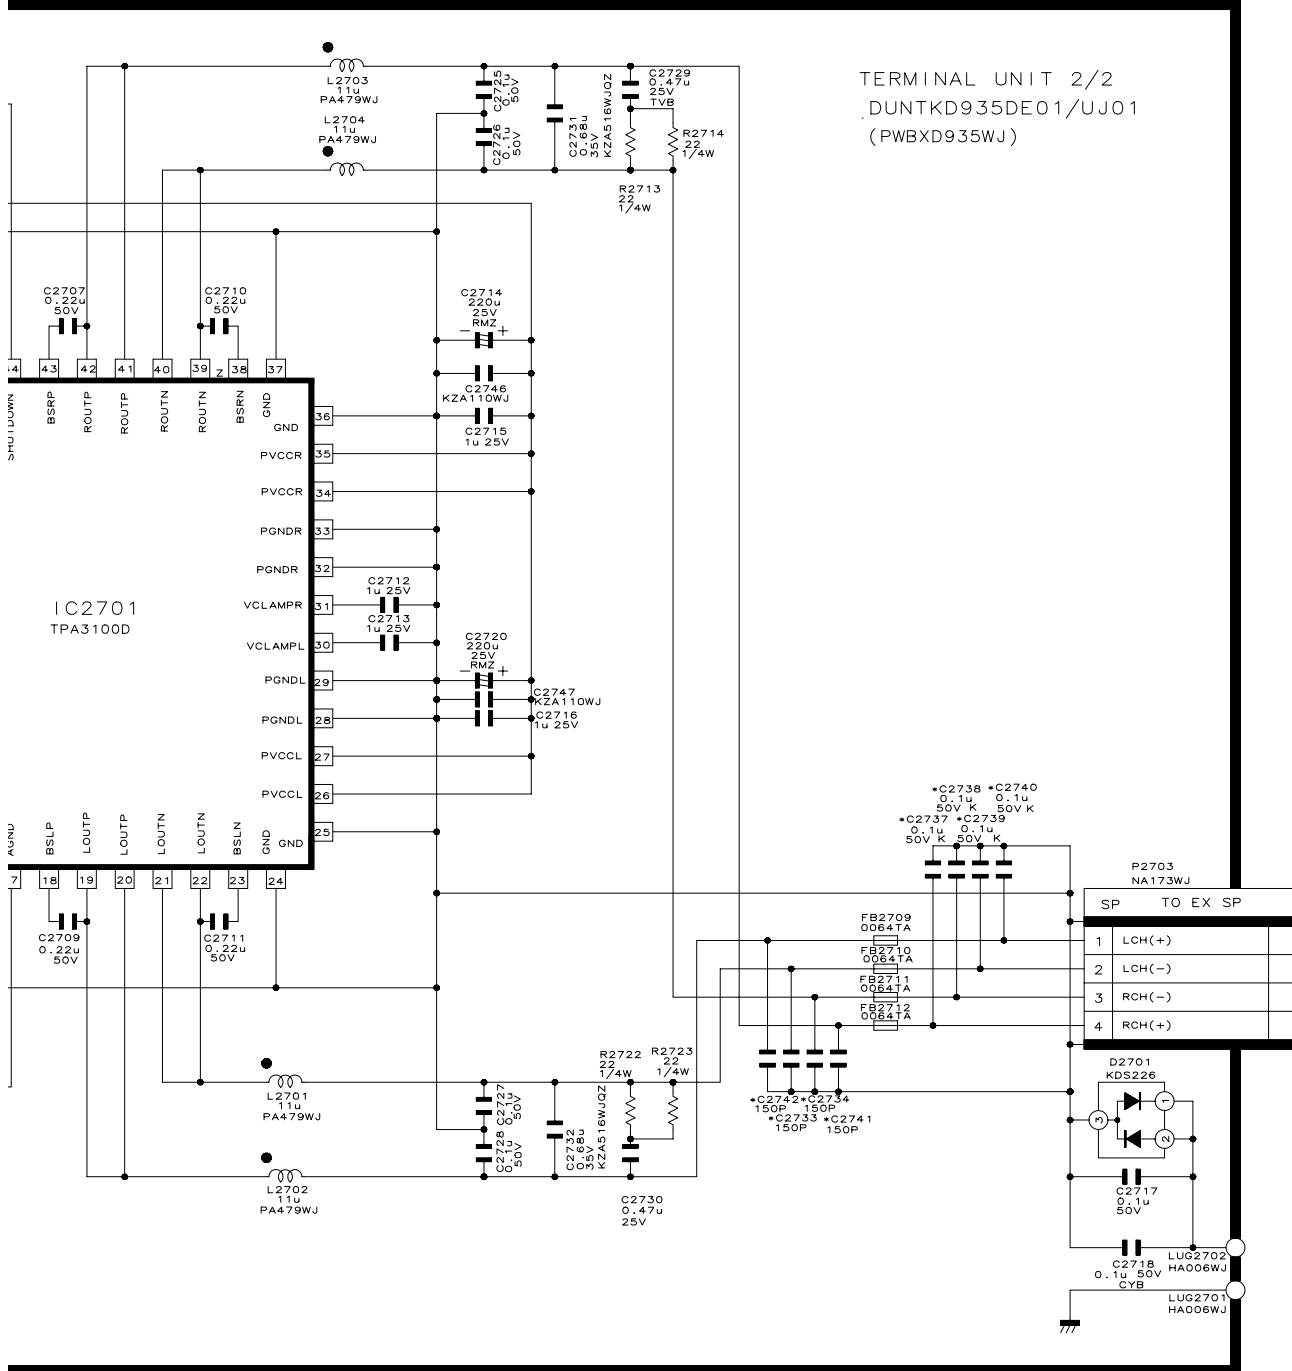 TERMINAL UNIT 2/2
DUNTKD935DE01/UJ01
(PWBXD935WJ)
L2703
11u
PA479WJ
L2704
11u
PA479WJ
C2725
0.1u
50V
C2726
0.1u
50V
C2731
0.68u
35V
KZA516WJQZ
C2729
0.47u
25V
TVB
R2714
22
1/4W
R2713
22
1/4W
C2707
0.22u
50V
C2710
0.22u
50V
C2714
220u
25V
RMZ
− +
C2746
KZA110WJ
C2715
1u 25V
43
42
41
40
39
Z
38
37
SHUTDOWN
BSRP
ROUTP
ROUTP
ROUTN
ROUTN
BSRN
GND
GND
36
PVCCR
35
PVCCR
34
PGNDR
33
PGNDR
32
VCLAMPR
31
VCLAMPL
30
PGNDL
29
PGNDL
28
PVCCL
27
PVCCL
26
GND
25
IC2701
TPA3100D
C2712
1u 25V
C2713
1u 25V
C2720
220u
25V
RMZ
− +
C2747
KZA110WJ
C2716
1u 25V
AGND
BSLP
LOUTP
LOUTP
LOUTN
LOUTN
BSLN
GND
7
18
19
20
21
22
23
24
C2709
0.22u
50V
C2711
0.22u
50V
*C2738
0.1u
50V K
*C2740
0.1u
50V K
*C2737
0.1u
50V K
*C2739
0.1u
50V K
P2703
NA173WJ
SP TO EX SP
1 LCH(+)
2 LCH(-)
3 RCH(-)
4 RCH(+)
FB2709
0064TA
FB2710
0064TA
FB2711
0064TA
FB2712
0064TA
L2701
11u
PA479WJ
L2702
11u
PA479WJ
C2727
0.1u
50V
C2728
0.1u
50V
C2732
0.68u
35V
KZA516WJQZ
R2722
22
1/4W
R2723
22
1/4W
C2730
0.47u
25V
*C2742
150P
*C2734
150P
*C2733
150P
*C2741
150P
D2701
KDS226
1
3
2
C2717
0.1u
50V
C2718
0.1u 50V
CYB
LUG2702
HA006WJ
LUG2701
HA006WJ